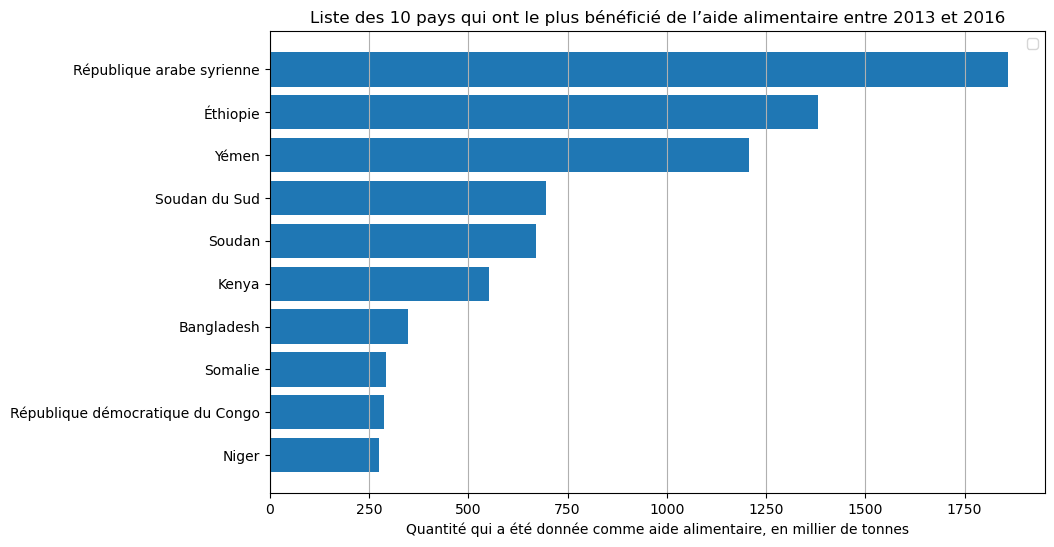 Liste des 10 pays qui ont le plus bénéficié de l’aide alimentaire entre 2013 et 2016
République arabe syrienne
Éthiopie
Yémen
Soudan du Sud
Soudan
Kenya
Bangladesh
Somalie
République démocratique du Congo
Niger
0 250 500 750 1000 1250 1500 1750
Quantité qui a été donnée comme aide alimentaire, en millier de tonnes